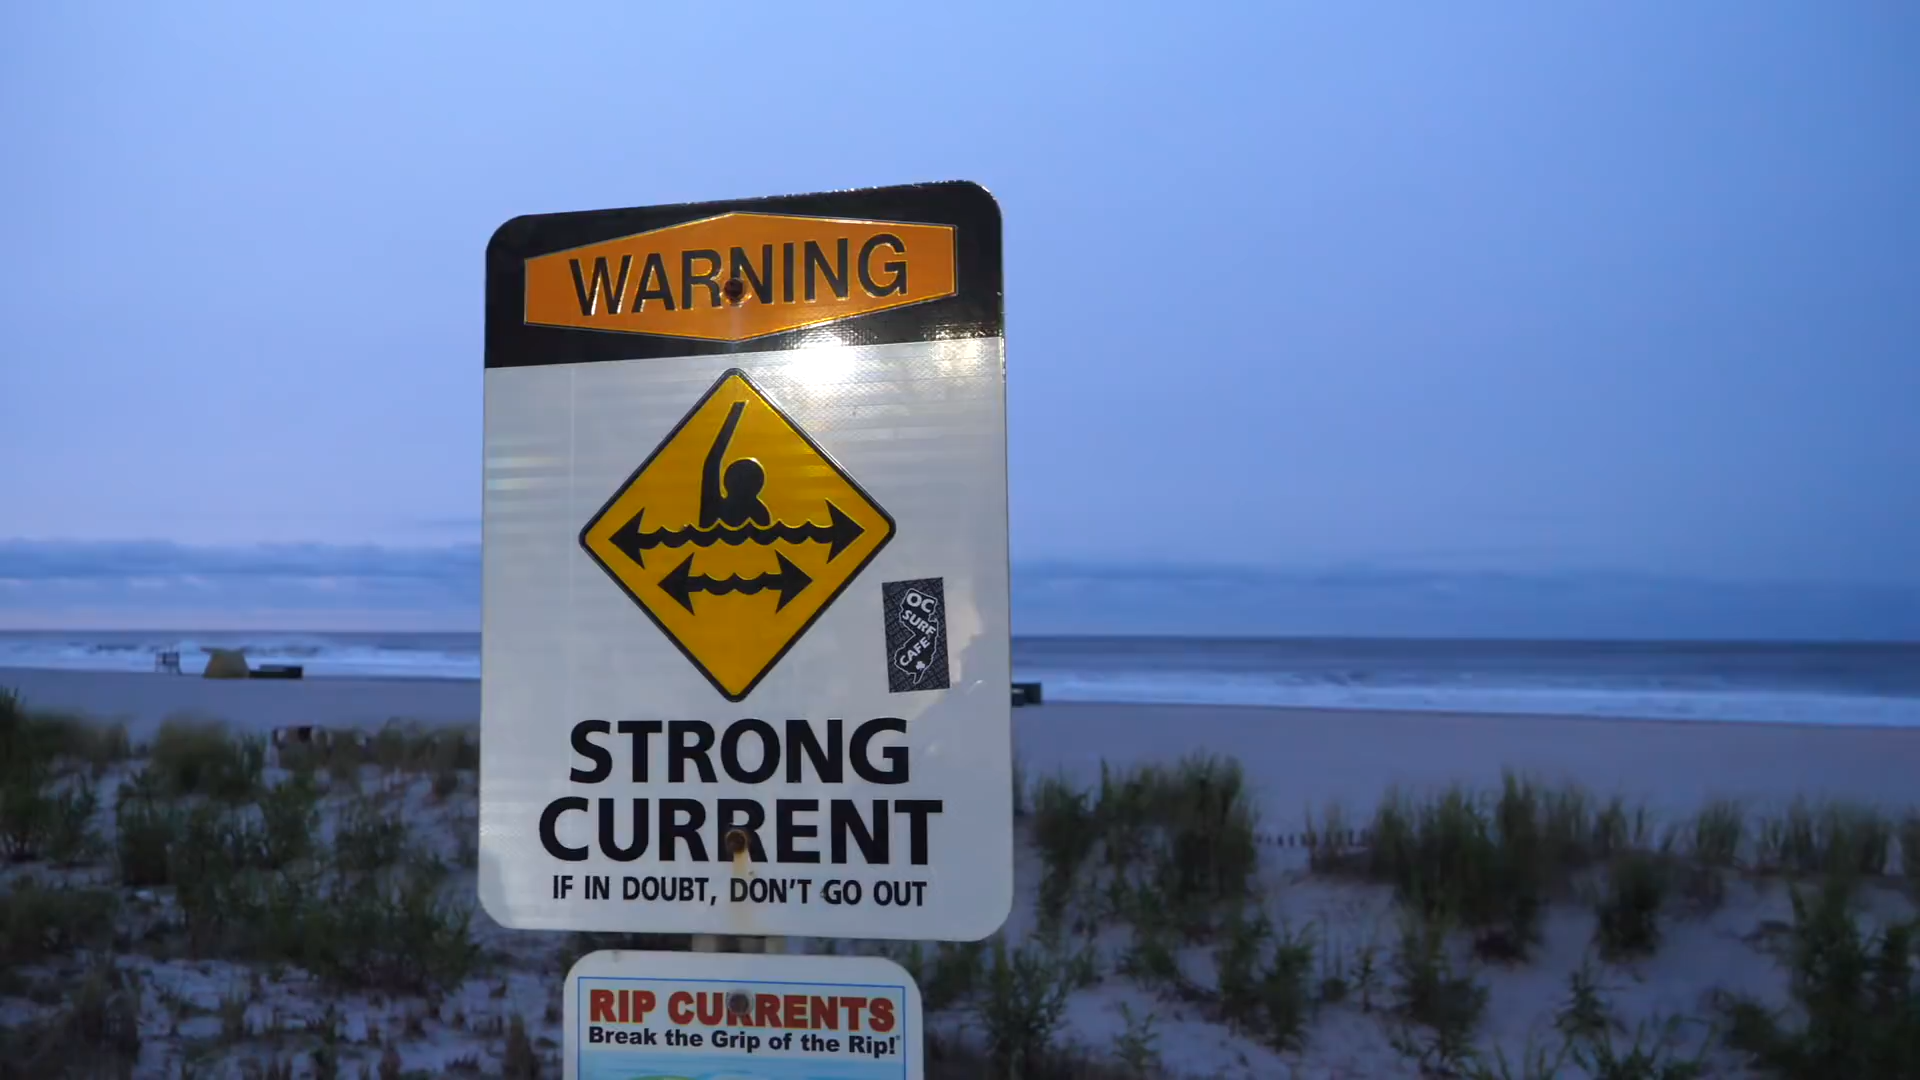 WARNING
OC
SURF
CAFE
STRONG
CURRENT
IF IN DOUBT, DON'T GO OUT
RIP CURRENTS
Break the Grip of the Rip!